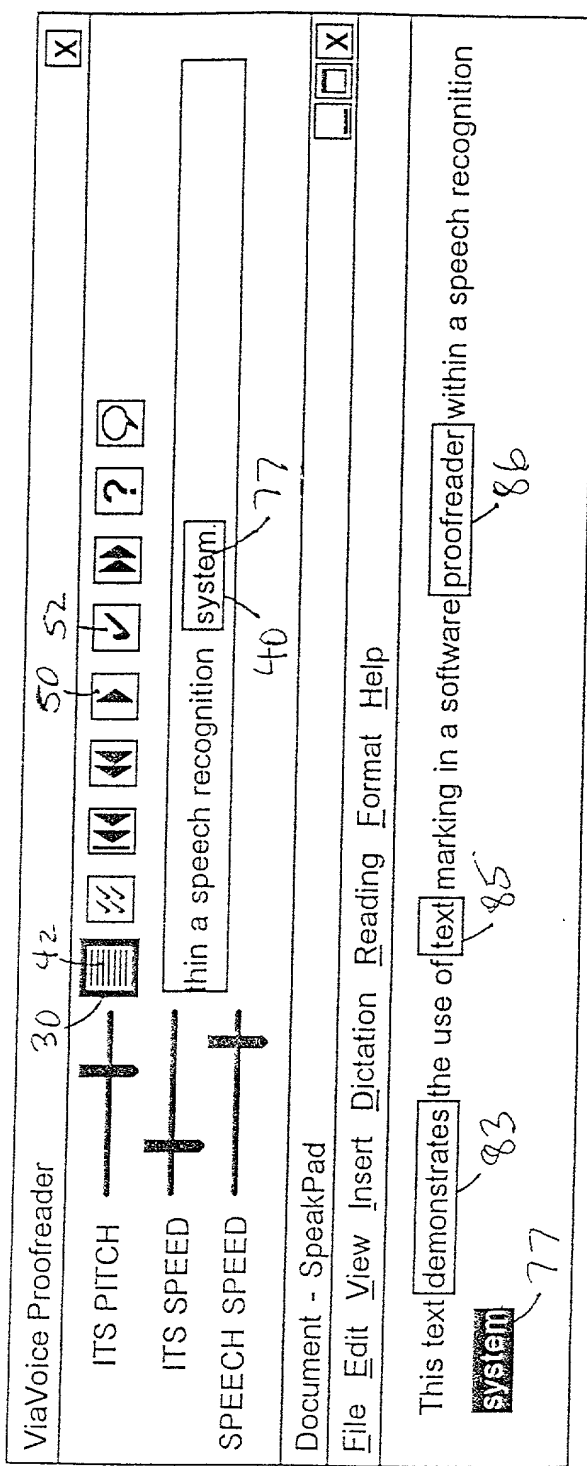 ViaVoice Proofreader X
30 42 50 52
ITS PITCH ?
ITS SPEED
SPEECH SPEED
thin a speech recognition system.
40 77
Document - SpeakPad X
File Edit View Insert Dictation Reading Format Help
This text demonstrates the use of text marking in a software proofreader within a speech recognition
system
77 83 85 86